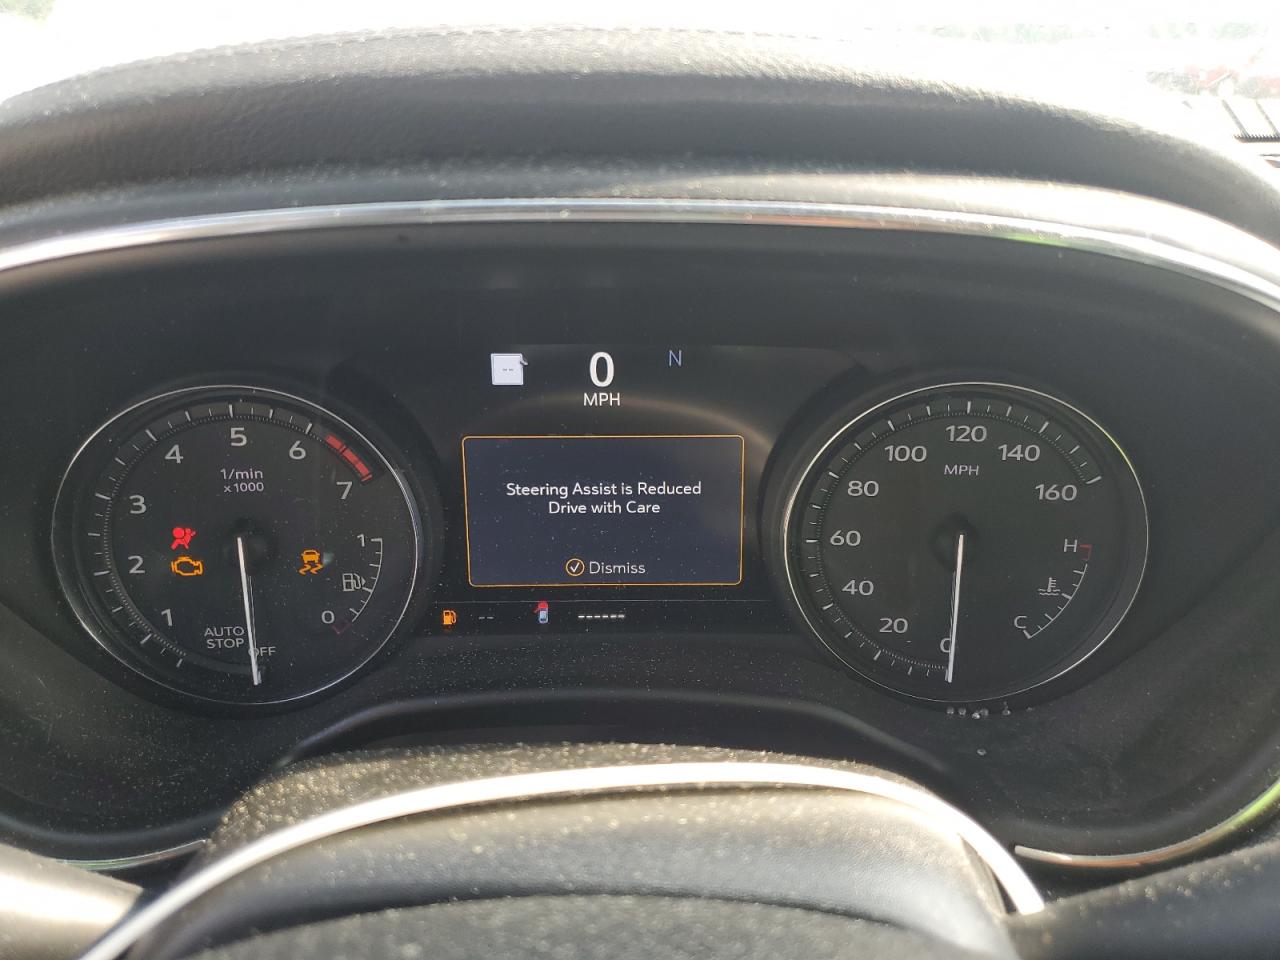 --
0
MPH
N
1
2
3
4
5
6
7
1/min
x1000
AUTO
STOP
OFF
1
0
Steering Assist is Reduced
Drive with Care
Dismiss
--
------
0
20
40
60
80
100
120
140
160
MPH
H
C